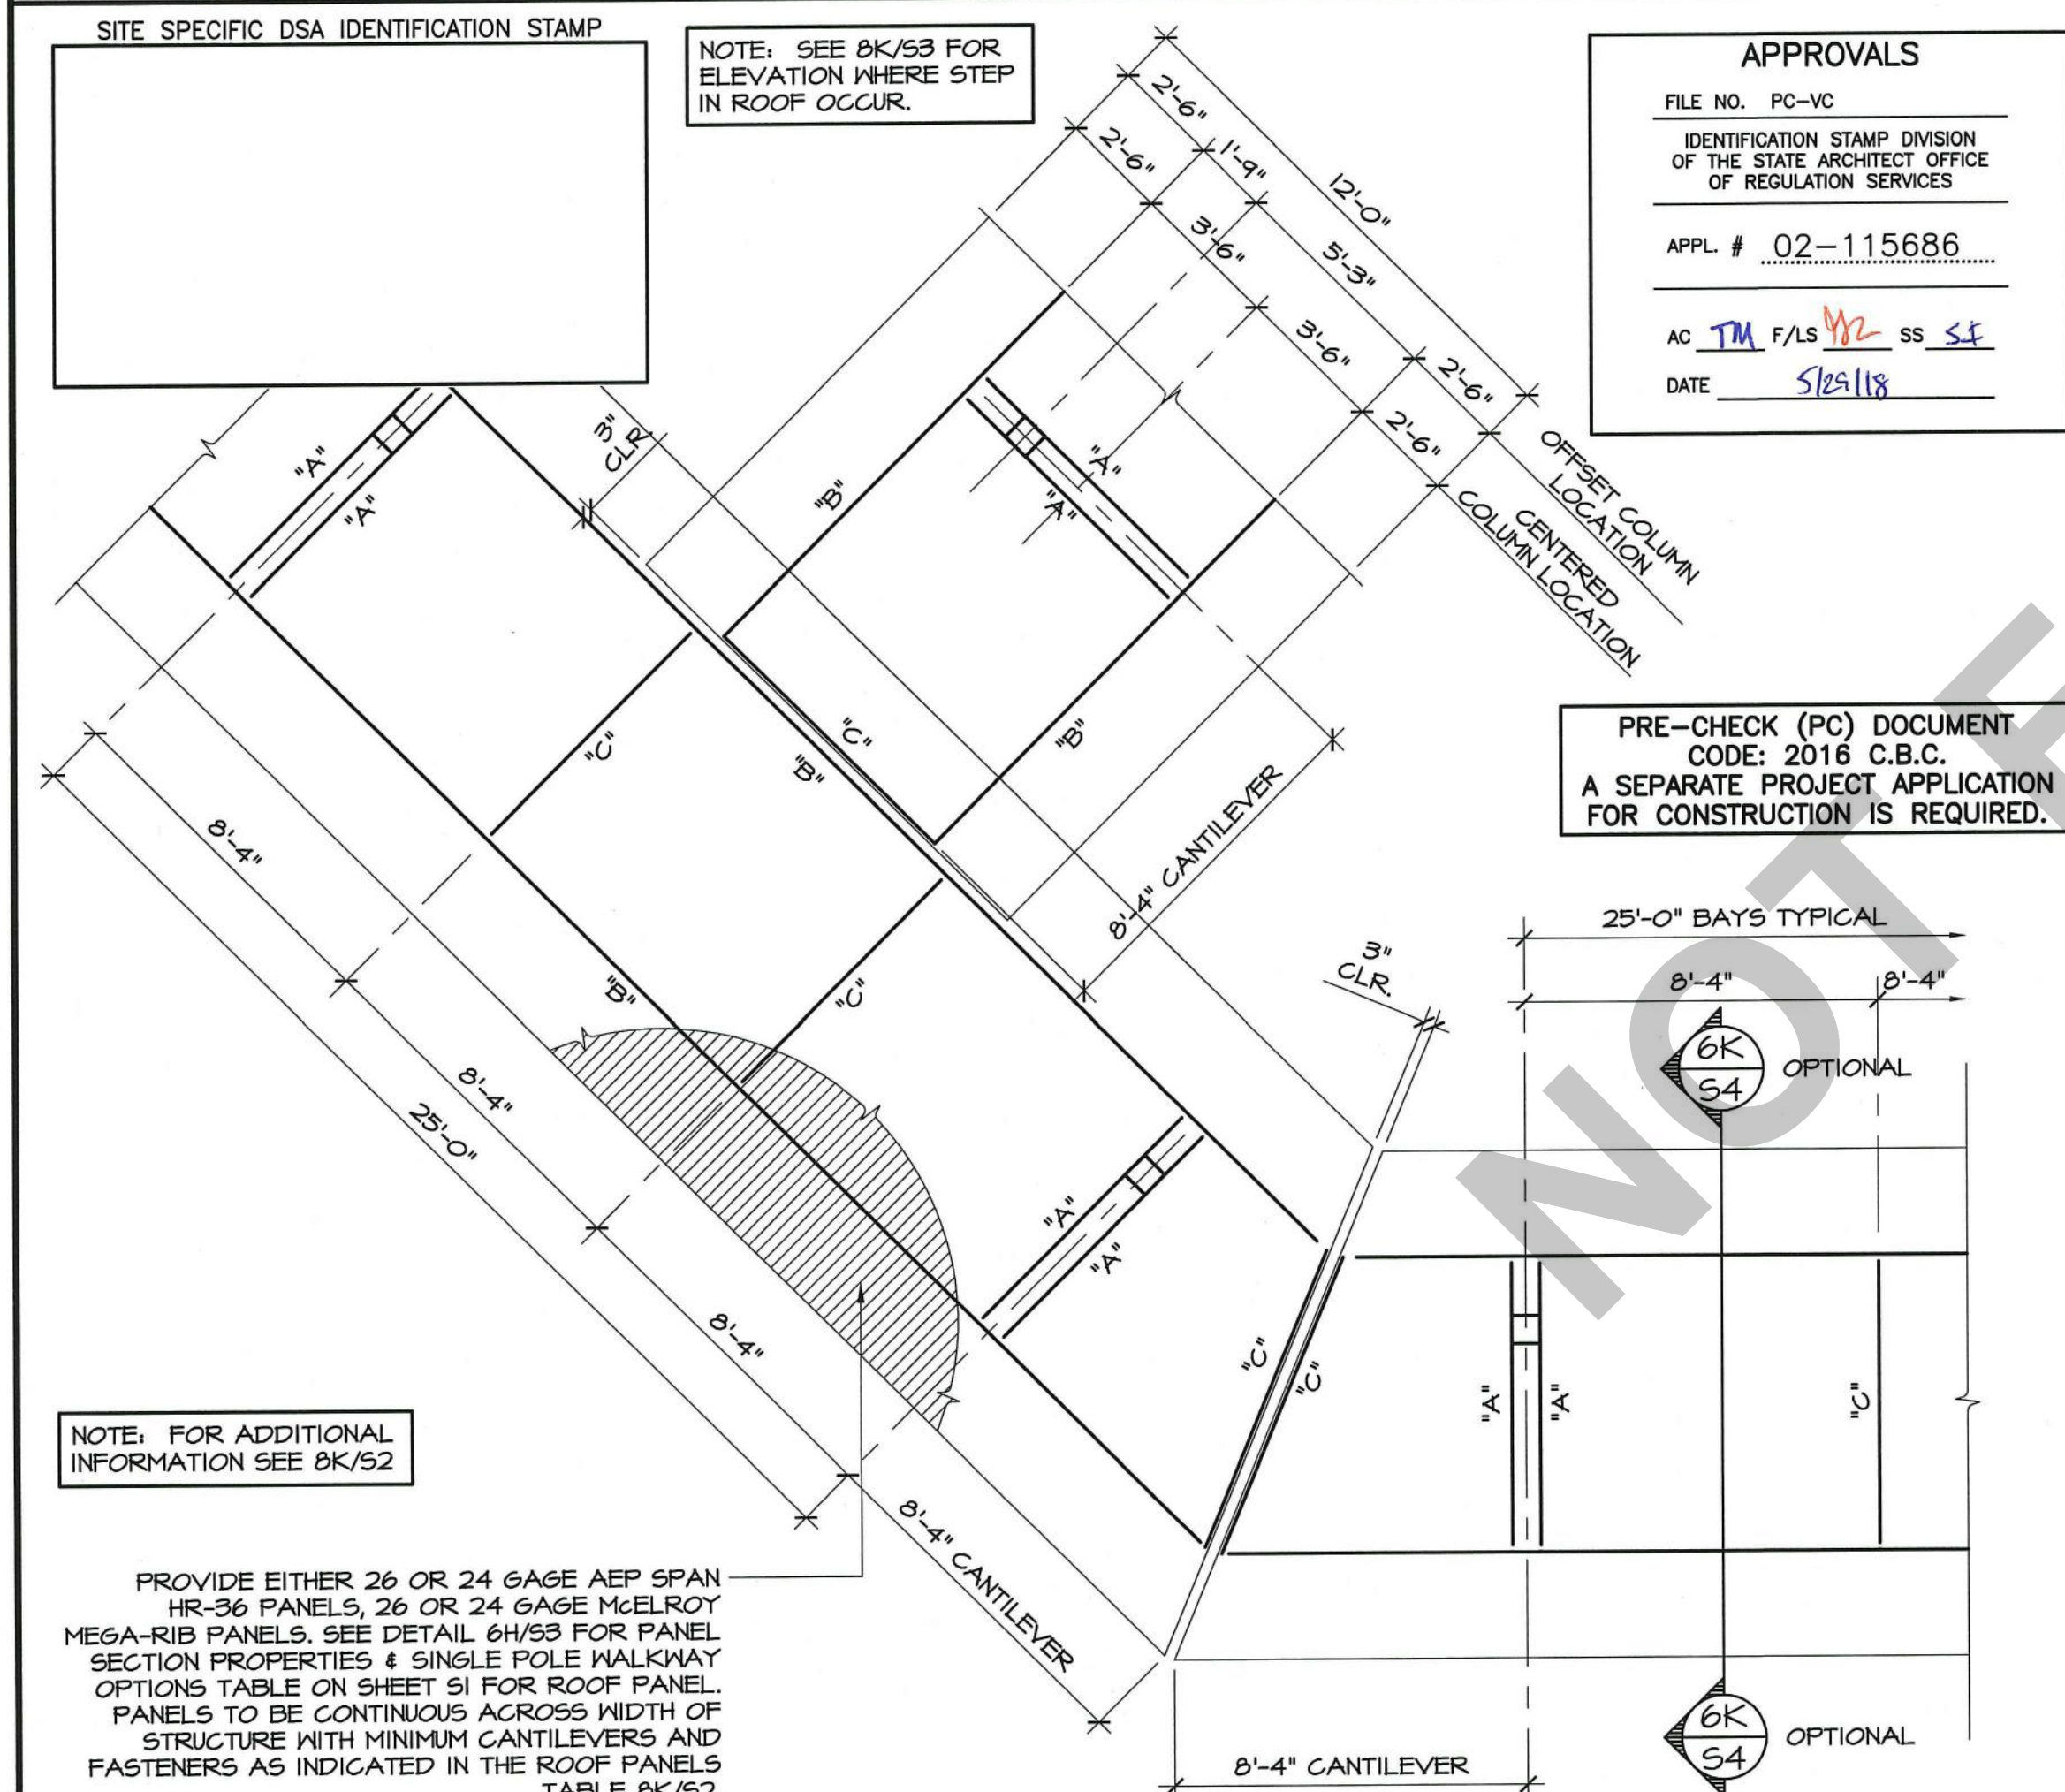 SITE SPECIFIC DSA IDENTIFICATION STAMP
NOTE: SEE 8K/S3 FOR
ELEVATION WHERE STEP
IN ROOF OCCUR.
APPROVALS
FILE NO. PC-VC
IDENTIFICATION STAMP DIVISION
OF THE STATE ARCHITECT OFFICE
OF REGULATION SERVICES
APPL. # 02-115686
AC TM F/LS SS SI
DATE 5/29/18
2'-6"
2'-6"
1'-9"
12'-0"
3'-6"
5'-3"
3'-6"
2'-6"
2'-6"
OFFSET COLUMN
LOCATION
CENTERED
COLUMN LOCATION
3"
CLR.
"A"
"A"
"B"
"A"
"A"
"C"
"C"
"B"
"B"
8'-4" CANTILEVER
PRE-CHECK (PC) DOCUMENT
CODE: 2016 C.B.C.
A SEPARATE PROJECT APPLICATION
FOR CONSTRUCTION IS REQUIRED.
8'-4"
"B"
"C"
3"
CLR.
25'-0" BAYS TYPICAL
8'-4"
8'-4"
6K
S4
OPTIONAL
NOT F
8'-4"
25'-0"
8'-4"
"A"
"A"
"C"
"C"
"A"
"A"
"C"
NOTE: FOR ADDITIONAL
INFORMATION SEE 8K/S2
8'-4" CANTILEVER
PROVIDE EITHER 26 OR 24 GAGE AEP SPAN
HR-36 PANELS, 26 OR 24 GAGE McELROY
MEGA-RIB PANELS. SEE DETAIL 6H/S3 FOR PANEL
SECTION PROPERTIES & SINGLE POLE WALKWAY
OPTIONS TABLE ON SHEET S1 FOR ROOF PANEL.
PANELS TO BE CONTINUOUS ACROSS WIDTH OF
STRUCTURE WITH MINIMUM CANTILEVERS AND
FASTENERS AS INDICATED IN THE ROOF PANELS
TABLE 8K/S2.
8'-4" CANTILEVER
6K
S4
OPTIONAL